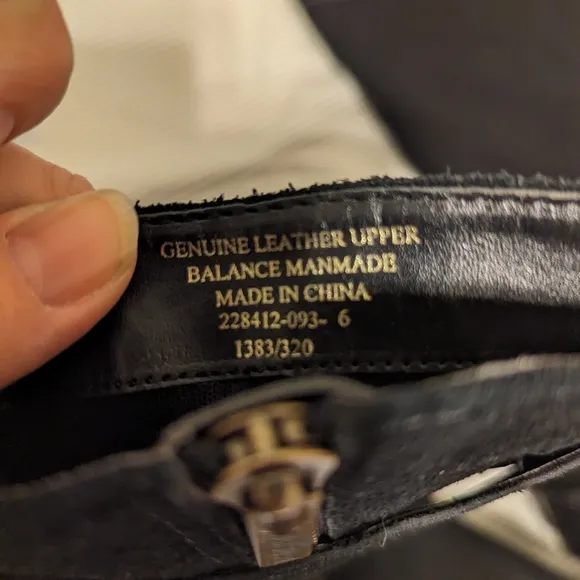 GENUINE LEATHER UPPER
BALANCE MANMADE
MADE IN CHINA
228412-093- 6
1383/320